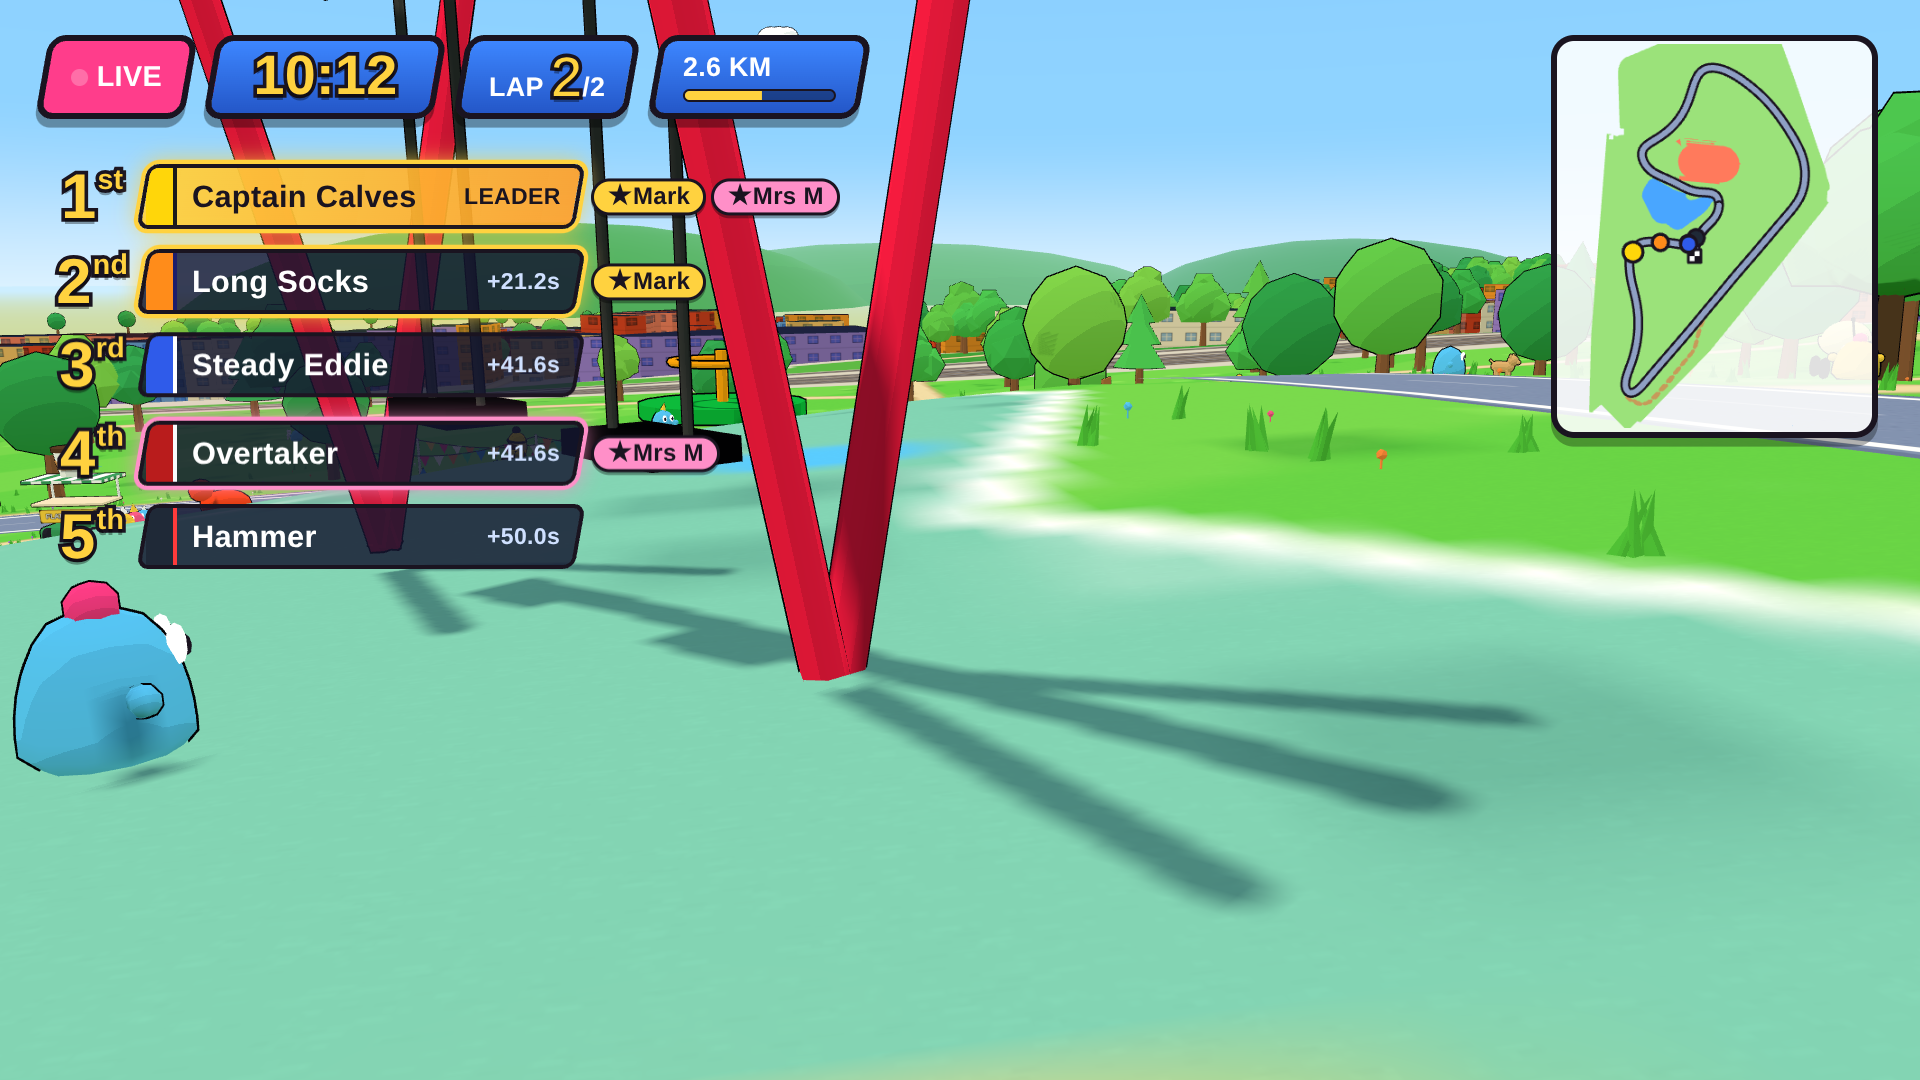 LIVE
10:12
LAP 2/2
2.6 KM
1st Captain Calves LEADER ★Mark ★Mrs M
2nd Long Socks +21.2s ★Mark
3rd Steady Eddie +41.6s
4th Overtaker +41.6s ★Mrs M
5th Hammer +50.0s